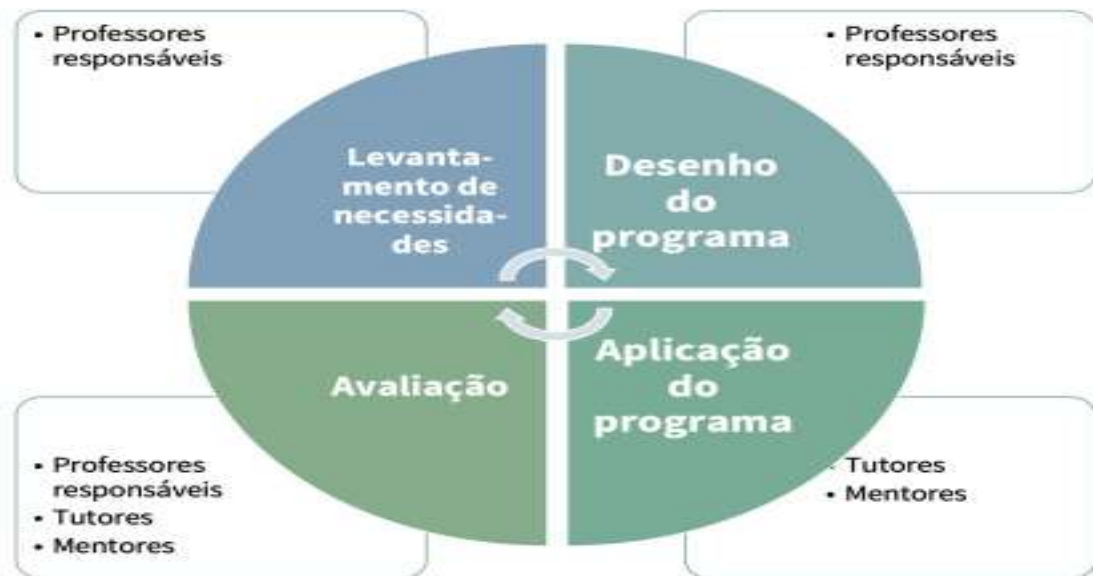 • Professores
responsáveis
• Professores
responsáveis
Levanta-
mento de
necessida-
des
Desenho
do
programa
Avaliação
Aplicação
do
programa
• Professores
responsáveis
• Tutores
• Mentores
• Tutores
• Mentores